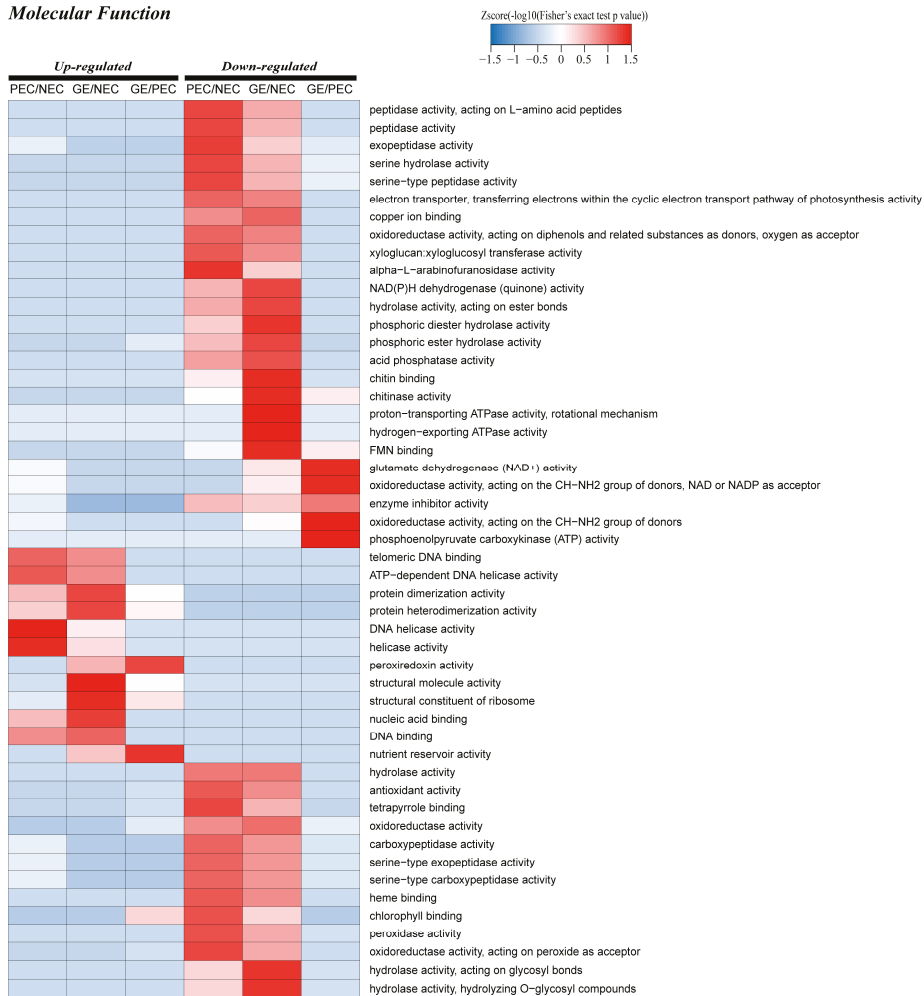 Molecular Function
Zscore(-log10(Fisher's exact test p value))
−1.5 −1 −0.5 0 0.5 1 1.5
Up-regulated Down-regulated
PEC/NEC GE/NEC GE/PEC PEC/NEC GE/NEC GE/PEC
peptidase activity, acting on L−amino acid peptides
peptidase activity
exopeptidase activity
serine hydrolase activity
serine−type peptidase activity
electron transporter, transferring electrons within the cyclic electron transport pathway of photosynthesis activity
copper ion binding
oxidoreductase activity, acting on diphenols and related substances as donors, oxygen as acceptor
xyloglucan:xyloglucosyl transferase activity
alpha−L−arabinofuranosidase activity
NAD(P)H dehydrogenase (quinone) activity
hydrolase activity, acting on ester bonds
phosphoric diester hydrolase activity
phosphoric ester hydrolase activity
acid phosphatase activity
chitin binding
chitinase activity
proton−transporting ATPase activity, rotational mechanism
hydrogen−exporting ATPase activity
FMN binding
glutamate dehydrogenase (NAD+) activity
oxidoreductase activity, acting on the CH−NH2 group of donors, NAD or NADP as acceptor
enzyme inhibitor activity
oxidoreductase activity, acting on the CH−NH2 group of donors
phosphoenolpyruvate carboxykinase (ATP) activity
telomeric DNA binding
ATP−dependent DNA helicase activity
protein dimerization activity
protein heterodimerization activity
DNA helicase activity
helicase activity
peroxiredoxin activity
structural molecule activity
structural constituent of ribosome
nucleic acid binding
DNA binding
nutrient reservoir activity
hydrolase activity
antioxidant activity
tetrapyrrole binding
oxidoreductase activity
carboxypeptidase activity
serine−type exopeptidase activity
serine−type carboxypeptidase activity
heme binding
chlorophyll binding
peroxidase activity
oxidoreductase activity, acting on peroxide as acceptor
hydrolase activity, acting on glycosyl bonds
hydrolase activity, hydrolyzing O−glycosyl compounds